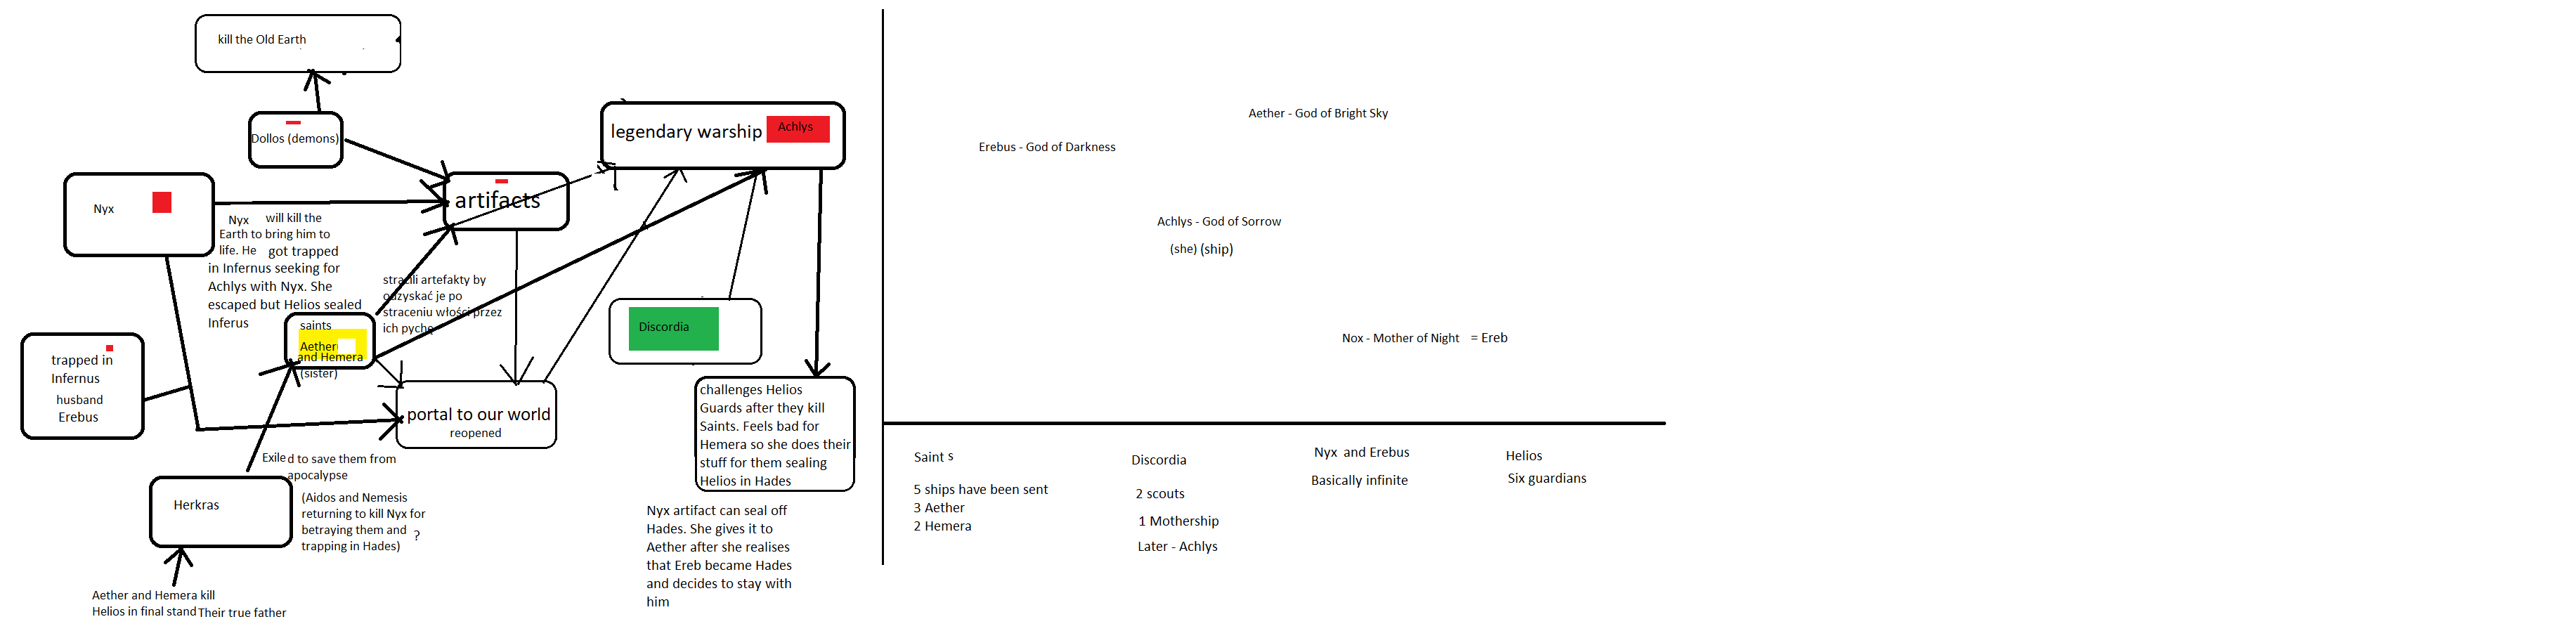 kill the Old Earth
Dollos (demons)
legendary warship
Achlys
artifacts
Nyx
Nyx will kill the
Earth to bring him to
life. He got trapped
in Infernus seeking for
Achlys with Nyx. She
escaped but Helios sealed
Inferus
stracili artefakty by
odzyskać je po
straceniu włości przez
ich pychę
saints
Aether
and Hemera
(sister)
Discordia
trapped in
Infernus
husband
Erebus
portal to our world
reopened
challenges Helios
Guards after they kill
Saints. Feels bad for
Hemera so she does their
stuff for them sealing
Helios in Hades
Exiled to save them from
apocalypse
Herkras
(Aidos and Nemesis
returning to kill Nyx for
betraying them and ?
trapping in Hades)
Nyx artifact can seal off
Hades. She gives it to
Aether after she realises
that Ereb became Hades
and decides to stay with
him
Aether and Hemera kill
Helios in final stand Their true father
Aether - God of Bright Sky
Erebus - God of Darkness
Achlys - God of Sorrow
(she) (ship)
Nox - Mother of Night = Ereb
Saint s
5 ships have been sent
3 Aether
2 Hemera
Discordia
2 scouts
1 Mothership
Later - Achlys
Nyx and Erebus
Basically infinite
Helios
Six guardians